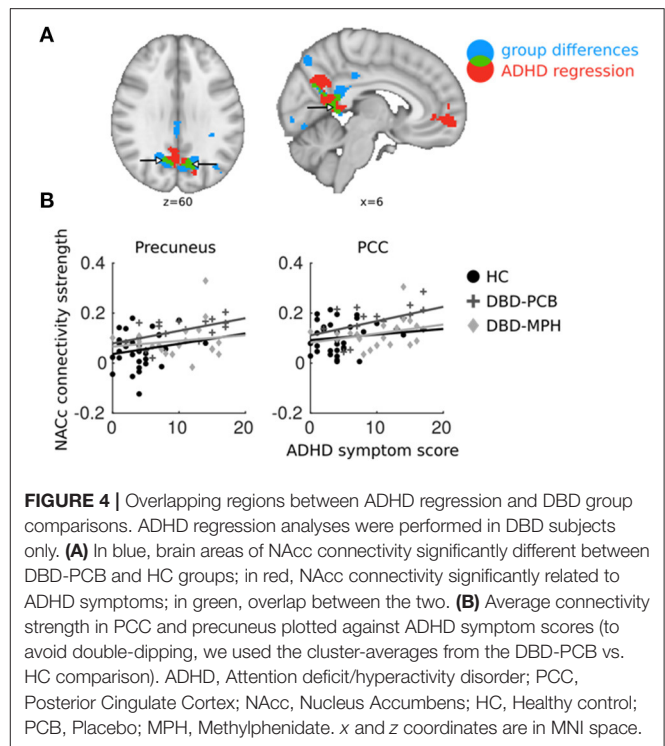 A
group differences
ADHD regression
z=60
x=6
B
Precuneus
PCC
NACc connectivity sstrength
0.4
0.2
0
-0.2
0
10
20
0.4
0.2
0
-0.2
0
10
20
ADHD symptom score
HC
DBD-PCB
DBD-MPH
FIGURE 4 | Overlapping regions between ADHD regression and DBD group
comparisons. ADHD regression analyses were performed in DBD subjects
only. (A) In blue, brain areas of NAcc connectivity significantly different between
DBD-PCB and HC groups; in red, NAcc connectivity significantly related to
ADHD symptoms; in green, overlap between the two. (B) Average connectivity
strength in PCC and precuneus plotted against ADHD symptom scores (to
avoid double-dipping, we used the cluster-averages from the DBD-PCB vs.
HC comparison). ADHD, Attention deficit/hyperactivity disorder; PCC,
Posterior Cingulate Cortex; NAcc, Nucleus Accumbens; HC, Healthy control;
PCB, Placebo; MPH, Methylphenidate. x and z coordinates are in MNI space.